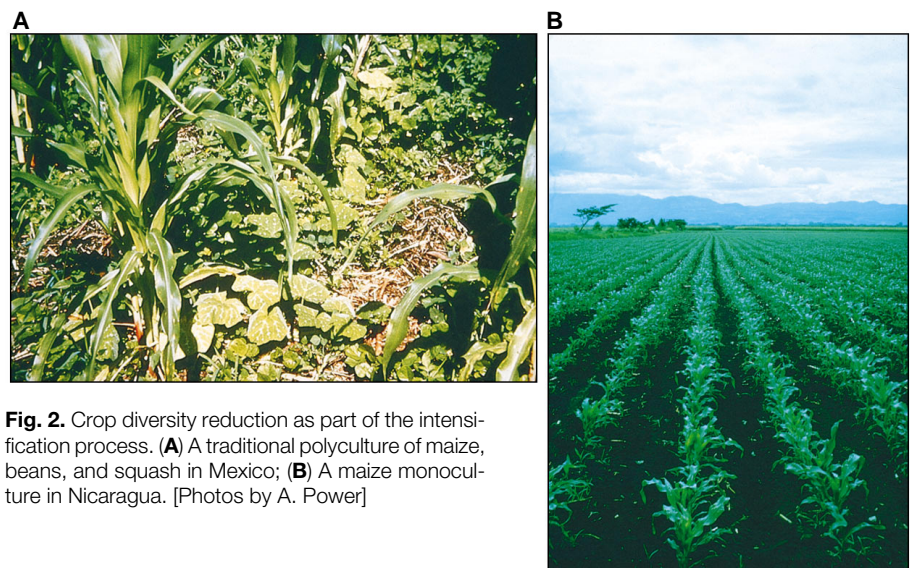 A
B
Fig. 2. Crop diversity reduction as part of the intensi-
fication process. (A) A traditional polyculture of maize,
beans, and squash in Mexico; (B) A maize monocul-
ture in Nicaragua. [Photos by A. Power]